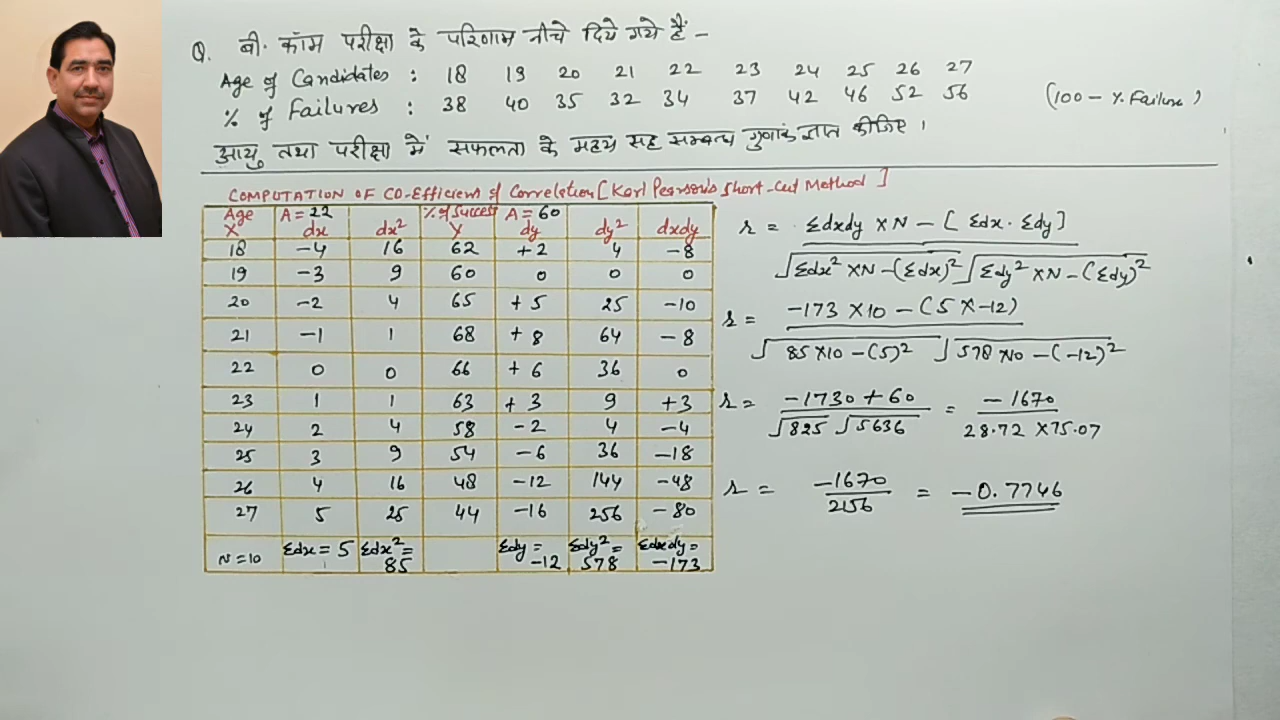 Q. बी. कॉम परीक्षा के परिणाम नीचे दिये गये हैं -
Age of Candidates : 18 19 20 21 22 23 24 25 26 27
% of Failures : 38 40 35 32 34 37 42 46 52 56 (100 - % Failure)
आयु तथा परीक्षा में सफलता के मध्य सह सम्बन्ध गुणांक ज्ञात कीजिए ।
COMPUTATION OF CO-Efficient of Correlation [Karl Pearson's Short-Cut Method]
Age X A = 22 dx dx² % of Success Y A = 60 dy dy² dxdy
18 -4 16 62 +2 4 -8
19 -3 9 60 0 0 0
20 -2 4 65 +5 25 -10
21 -1 1 68 +8 64 -8
22 0 0 66 +6 36 0
23 1 1 63 +3 9 +3
24 2 4 58 -2 4 -4
25 3 9 54 -6 36 -18
26 4 16 48 -12 144 -48
27 5 25 44 -16 256 -80
N = 10 Σdx = 5 Σdx² = 85 Σdy = -12 Σdy² = 578 Σdxdy = -173
r = Σdxdy × N - [Σdx · Σdy]
√Σdx² × N - (Σdx)² √Σdy² × N - (Σdy)²
r = -173 × 10 - (5 × -12)
√85 × 10 - (5)² √578 × 10 - (-12)²
r = -1730 + 60 = -1670
√825 √5636 28.72 × 75.07
r = -1670 = -0.7746
2156